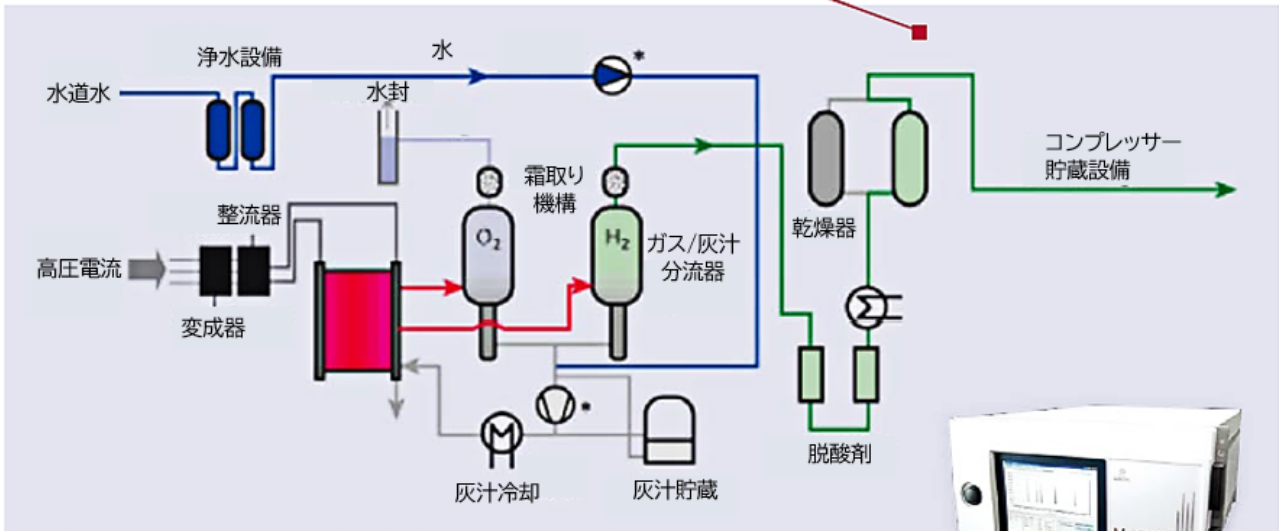 浄水設備
水
*
水道水
水封
霜取り
機構
コンプレッサー
貯蔵設備
整流器
O₂
H₂
ガス/灰汁
分流器
乾燥器
高圧電流
変成器
*
脱酸剤
灰汁冷却
灰汁貯蔵